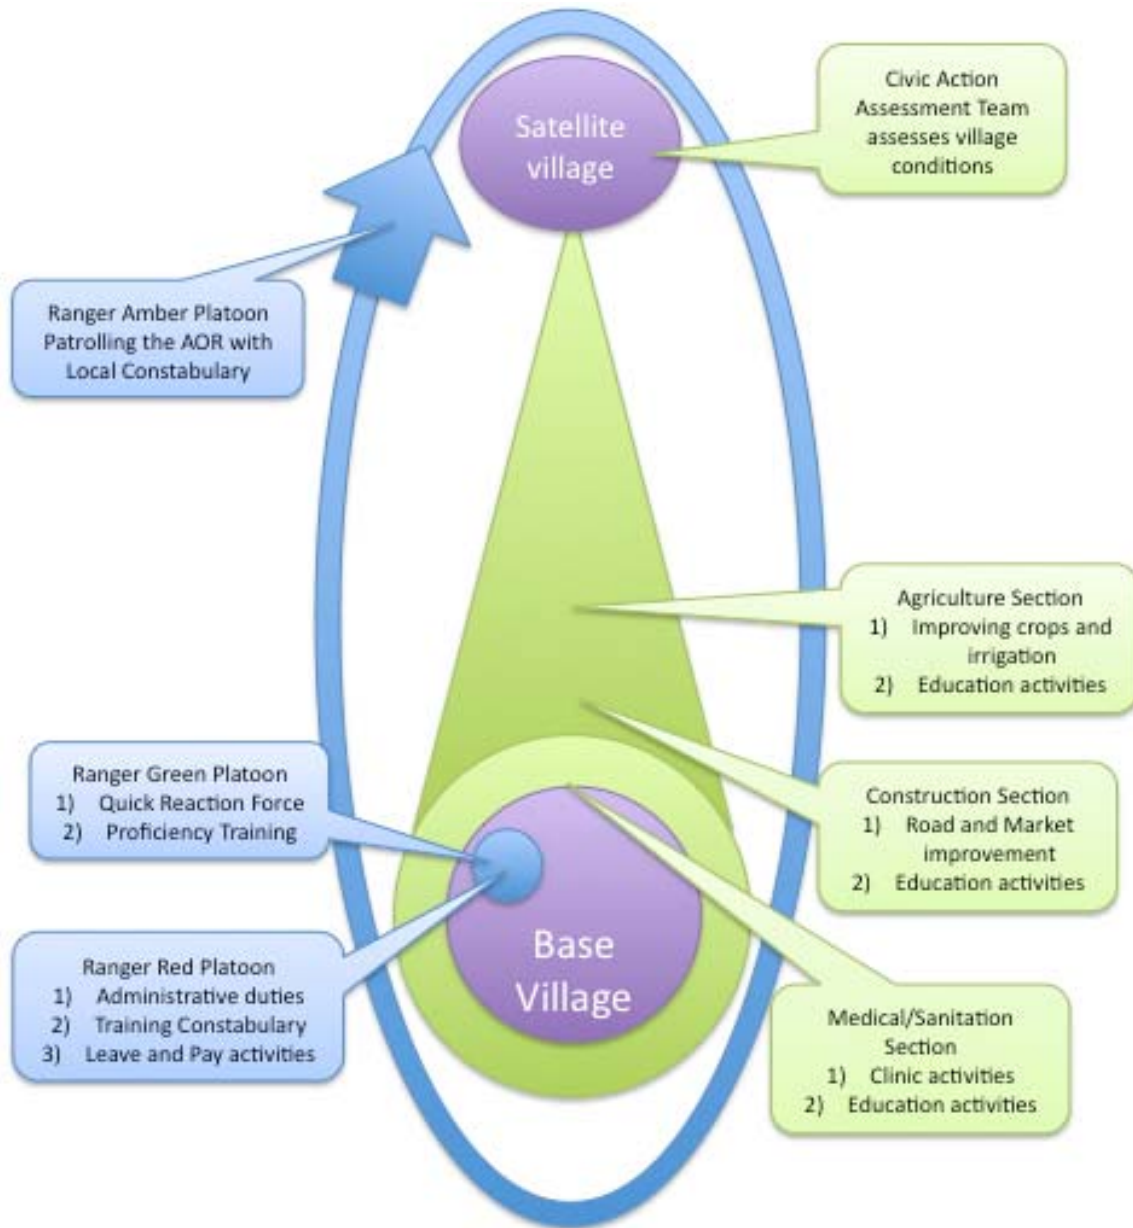 Satellite
village
Civic Action
Assessment Team
assesses village
conditions
Ranger Amber Platoon
Patrolling the AOR with
Local Constabulary
Agriculture Section
1) Improving crops and
irrigation
2) Education activities
Ranger Green Platoon
1) Quick Reaction Force
2) Proficiency Training
Construction Section
1) Road and Market
improvement
2) Education activities
Base
Village
Ranger Red Platoon
1) Administrative duties
2) Training Constabulary
3) Leave and Pay activities
Medical/Sanitation
Section
1) Clinic activities
2) Education activities